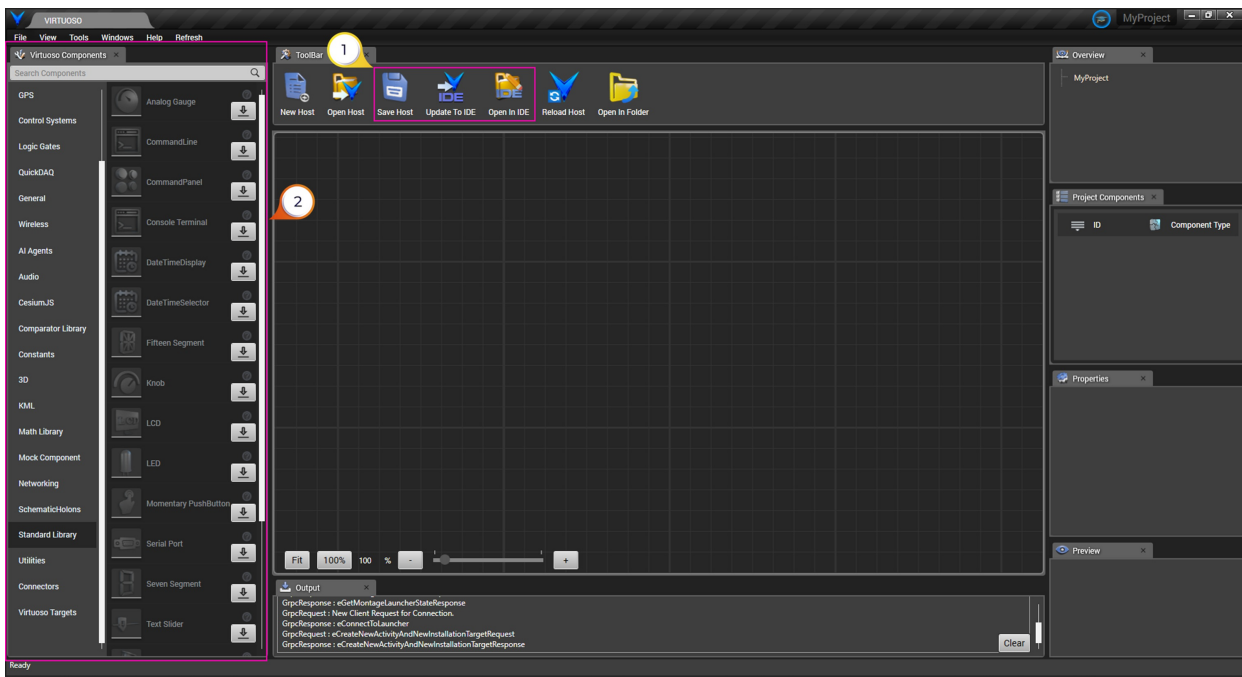 VIRTUOSO
MyProject
File View Tools Windows Help Refresh
Virtuoso Components
Search Components
GPS
Control Systems
Logic Gates
QuickDAQ
General
Wireless
AI Agents
Audio
CesiumJS
Comparator Library
Constants
3D
KML
Math Library
Mock Component
Networking
SchematicHolons
Standard Library
Utilities
Connectors
Virtuoso Targets
Analog Gauge
CommandLine
CommandPanel
Console Terminal
DateTimeDisplay
DateTimeSelector
Fifteen Segment
Knob
LCD
LED
Momentary PushButton
Serial Port
Seven Segment
Text Slider
ToolBar
1
New Host Open Host Save Host Update To IDE Open In IDE Reload Host Open In Folder
2
Fit 100% 100 % - +
Output
GrpcResponse : eGetMontageLauncherStateResponse
GrpcRequest : New Client Request for Connection.
GrpcResponse : eConnectToLauncher
GrpcRequest : eCreateNewActivityAndNewInstallationTargetRequest
GrpcResponse : eCreateNewActivityAndNewInstallationTargetResponse
Clear
Overview
MyProject
Project Components
ID Component Type
Properties
Preview
Ready